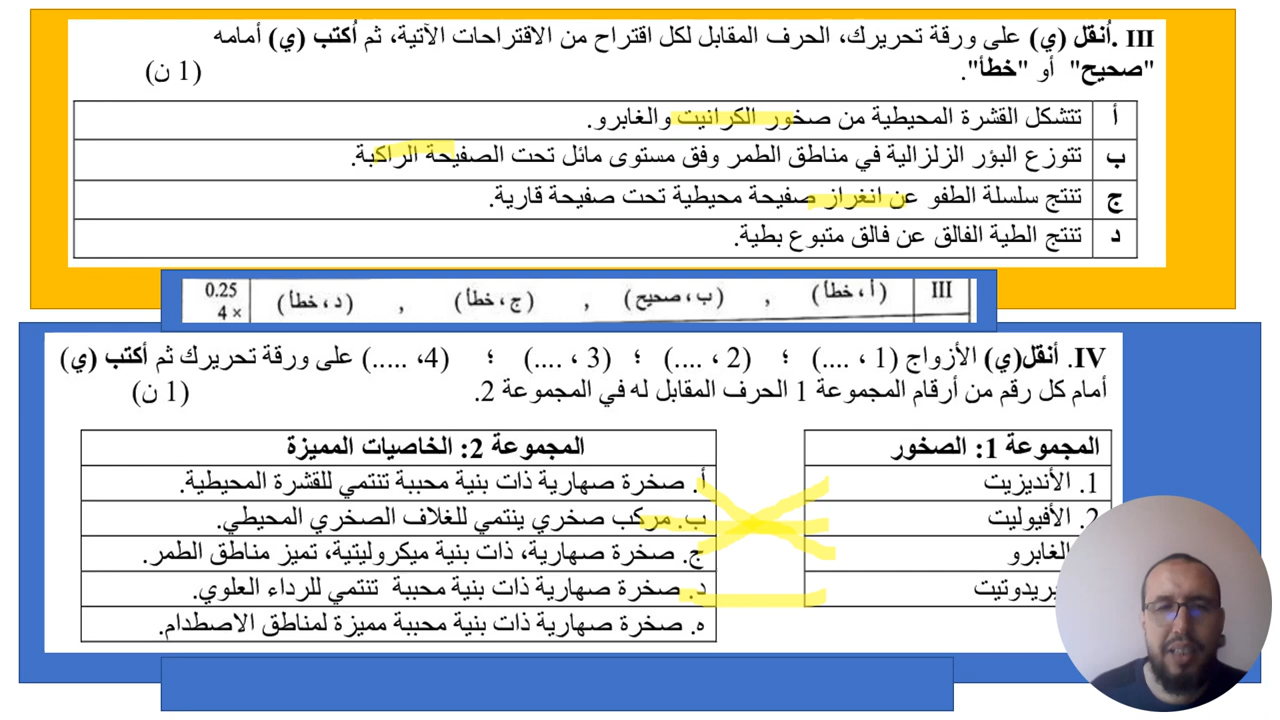 III .أُنقل (ي) على ورقة تحريرك، الحرف المقابل لكل اقتراح من الاقتراحات الآتية، ثم اُكتب (ي) أمامه
"صحيح" أو "خطأ". (1 ن)
أ تتشكل القشرة المحيطية من صخور الكرانيت والغابرو.
ب تتوزع البؤر الزلزالية في مناطق الطمر وفق مستوى مائل تحت الصفيحة الراكبة.
ج تنتج سلسلة الطفو عن انغراز صفيحة محيطية تحت صفيحة قارية.
د تنتج الطية الفالق عن فالق متبوع بطية.
III (أ، خطأ) , (ب، صحيح) , (ج، خطأ) , (د، خطأ) 0.25
4 ×
IV. أنقل(ي) الأزواج (1 ، ....) ؛ (2 ، ....) ؛ (3 ، ....) ؛ (4، .....) على ورقة تحريرك ثم أكتب (ي)
أمام كل رقم من أرقام المجموعة 1 الحرف المقابل له في المجموعة 2. (1 ن)
المجموعة 1: الصخور
1. الأنديزيت
2. الأفيوليت
الغابرو
بريدوتيت
المجموعة 2: الخاصيات المميزة
أ. صخرة صهارية ذات بنية محببة تنتمي للقشرة المحيطية.
ب. مركب صخري ينتمي للغلاف الصخري المحيطي.
ج. صخرة صهارية، ذات بنية ميكروليتية، تميز مناطق الطمر.
د. صخرة صهارية ذات بنية محببة تنتمي للرداء العلوي.
ه. صخرة صهارية ذات بنية محببة مميزة لمناطق الاصطدام.